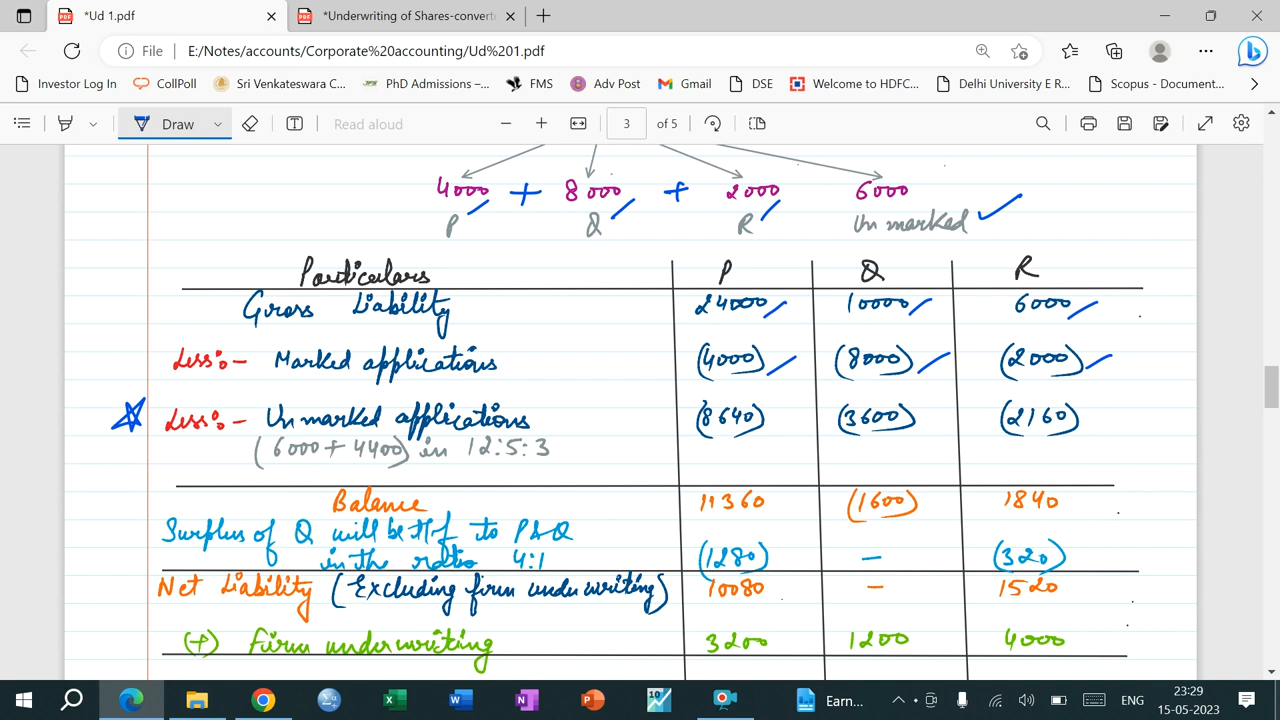 *Ud 1.pdf
*Underwriting of Shares-converte
File E:/Notes/accounts/Corporate%20accounting/Ud%201.pdf
Investor Log In CollPoll Sri Venkateswara C... PhD Admissions –... FMS Adv Post Gmail DSE Welcome to HDFC... Delhi University E R... Scopus - Document...
Draw T Read aloud 3 of 5
4000 + 8000 + 2000 6000
P Q R Unmarked
Particulars P Q R
Gross Liability 24000 10000 6000
Less:- Marked applications (4000) (8000) (2000)
Less:- Unmarked applications (8640) (3600) (2160)
(6000+4400) in 12:5:3
Balance 11360 (1600) 1840
Surplus of Q will be t/f to P&Q
in the ratio 4:1 (1280) - (320)
Net Liability (Excluding firm underwriting) 10080 - 1520
(+) Firm underwriting 3200 1200 4000
Earn... ENG 23:29
15-05-2023